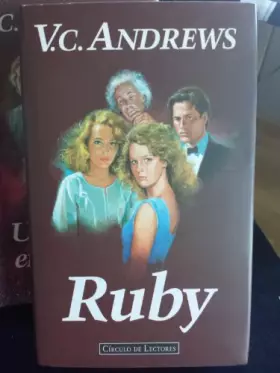 V.C. ANDREWS
Ruby
CÍRCULO DE LECTORES